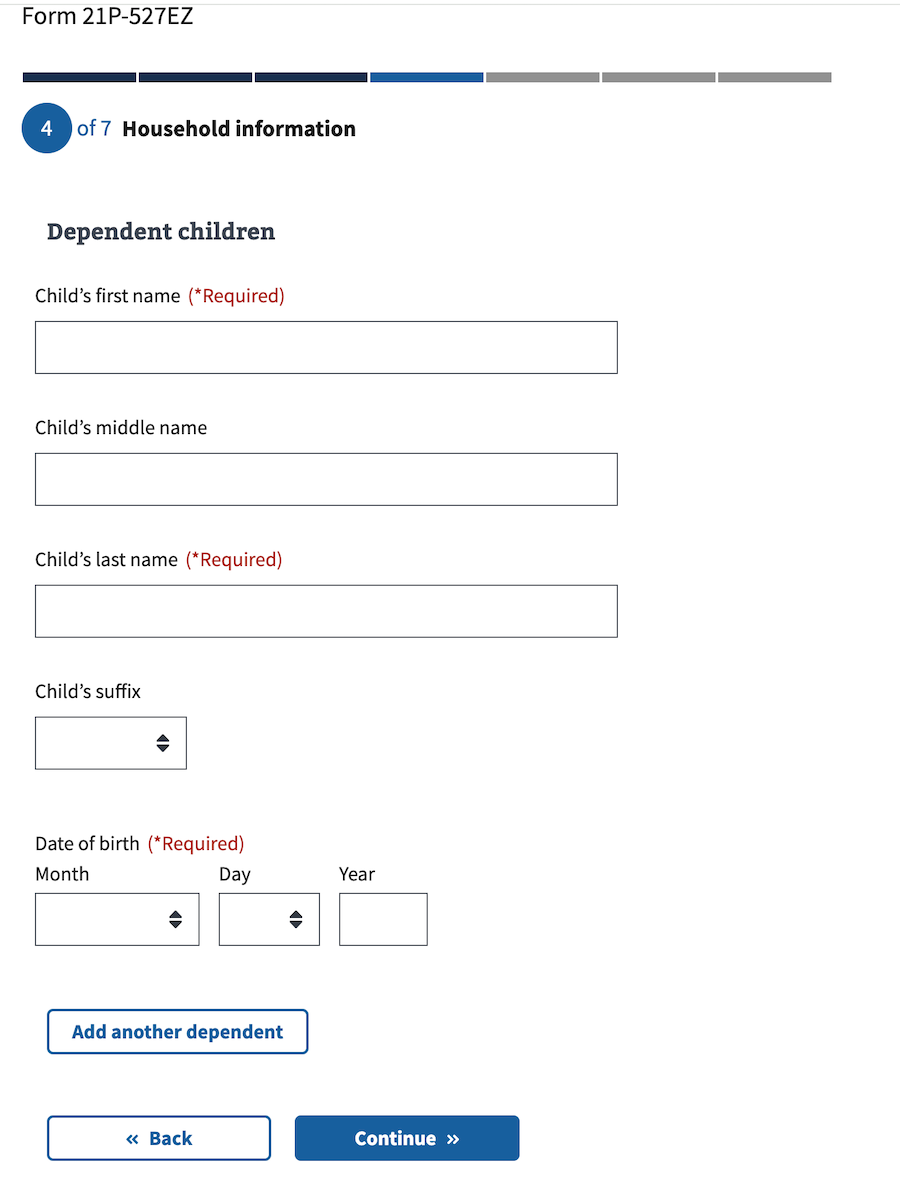 Form 21P-527EZ
4 of 7 Household information
Dependent children
Child’s first name (*Required)
Child’s middle name
Child’s last name (*Required)
Child’s suffix
Date of birth (*Required)
Month Day Year
Add another dependent
« Back Continue »